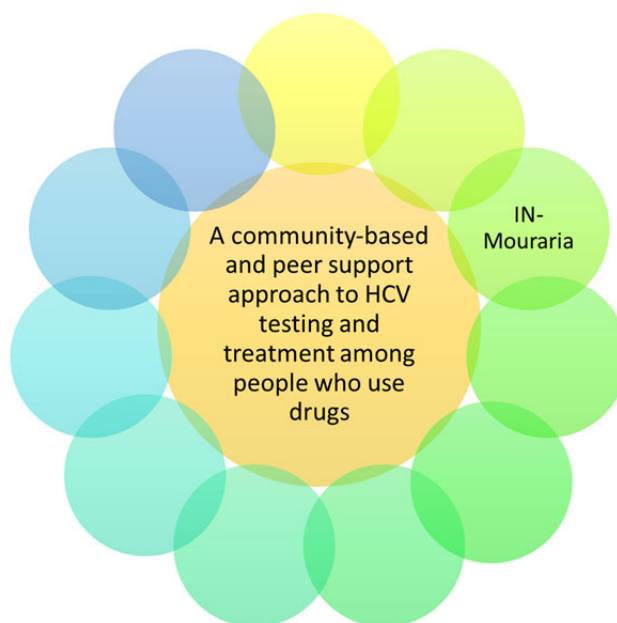 A community-based
and peer support
approach to HCV
testing and
treatment among
people who use
drugs
IN-
Mouraria